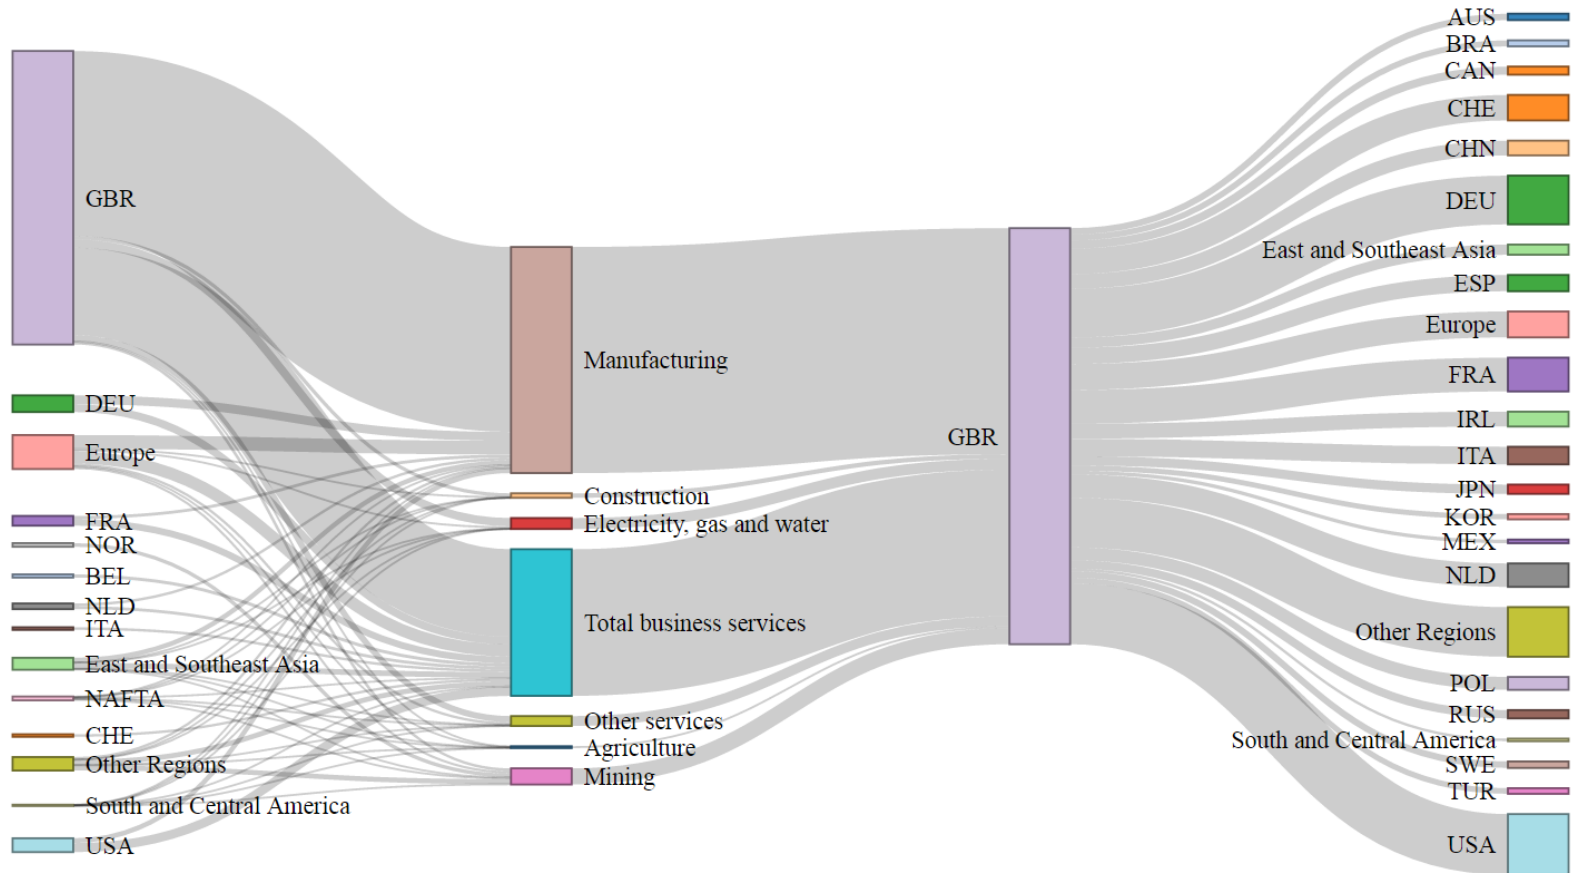 GBR
DEU
Europe
FRA
NOR
BEL
NLD
ITA
East and Southeast Asia
NAFTA
CHE
Other Regions
South and Central America
USA
Manufacturing
Construction
Electricity, gas and water
Total business services
Other services
Agriculture
Mining
GBR
AUS
BRA
CAN
CHE
CHN
DEU
East and Southeast Asia
ESP
Europe
FRA
IRL
ITA
JPN
KOR
MEX
NLD
Other Regions
POL
RUS
South and Central America
SWE
TUR
USA